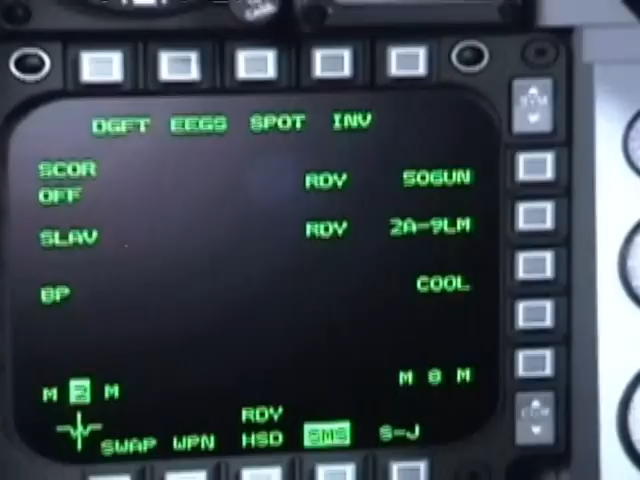 DGFT EEGS SPOT INV
SCOR
OFF
RDY 50GUN
SLAV RDY 2A-9LM
BP COOL
M 2 M M 8 M
RDY
SWAP WPN HSD SMS S-J